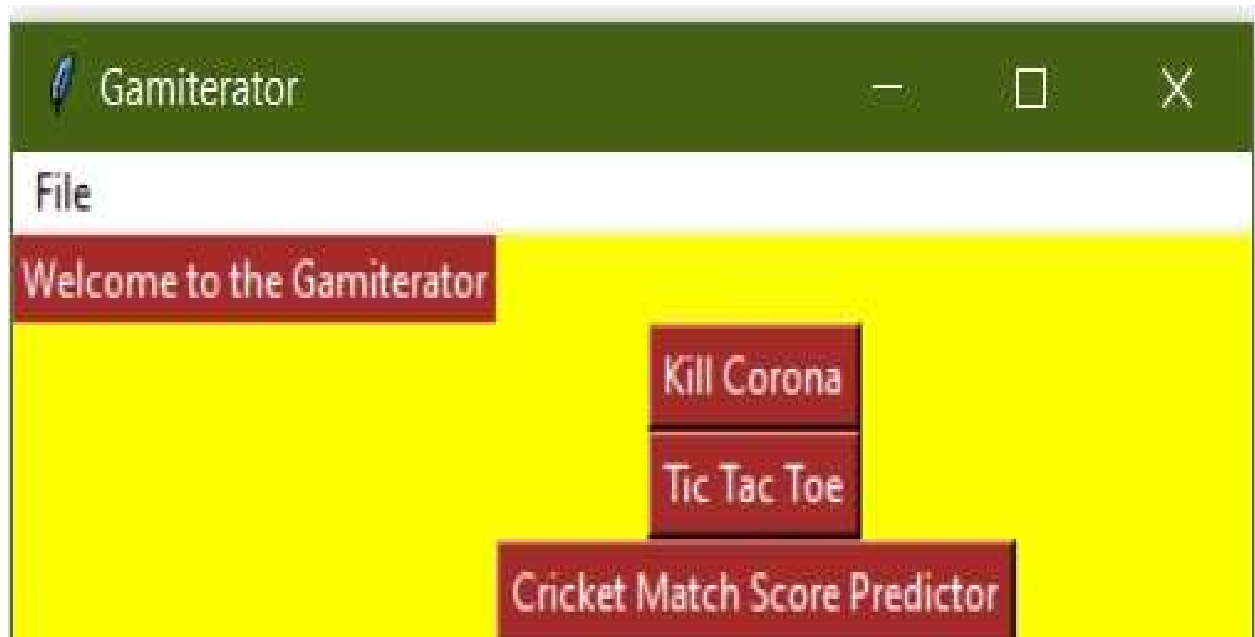 Gamiterator
File
Welcome to the Gamiterator
Kill Corona
Tic Tac Toe
Cricket Match Score Predictor